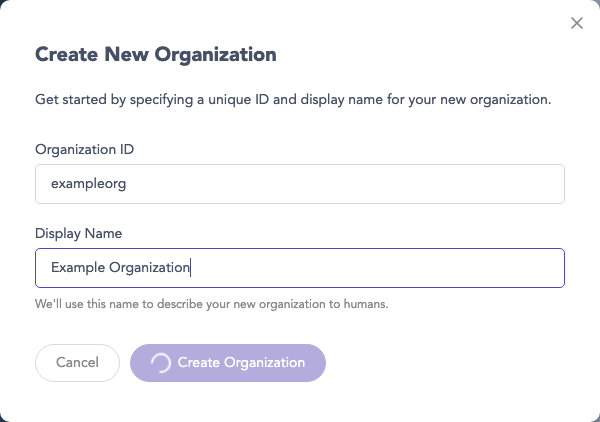 Create New Organization
Get started by specifying a unique ID and display name for your new organization.
Organization ID
exampleorg
Display Name
Example Organization
We'll use this name to describe your new organization to humans.
Cancel
Create Organization